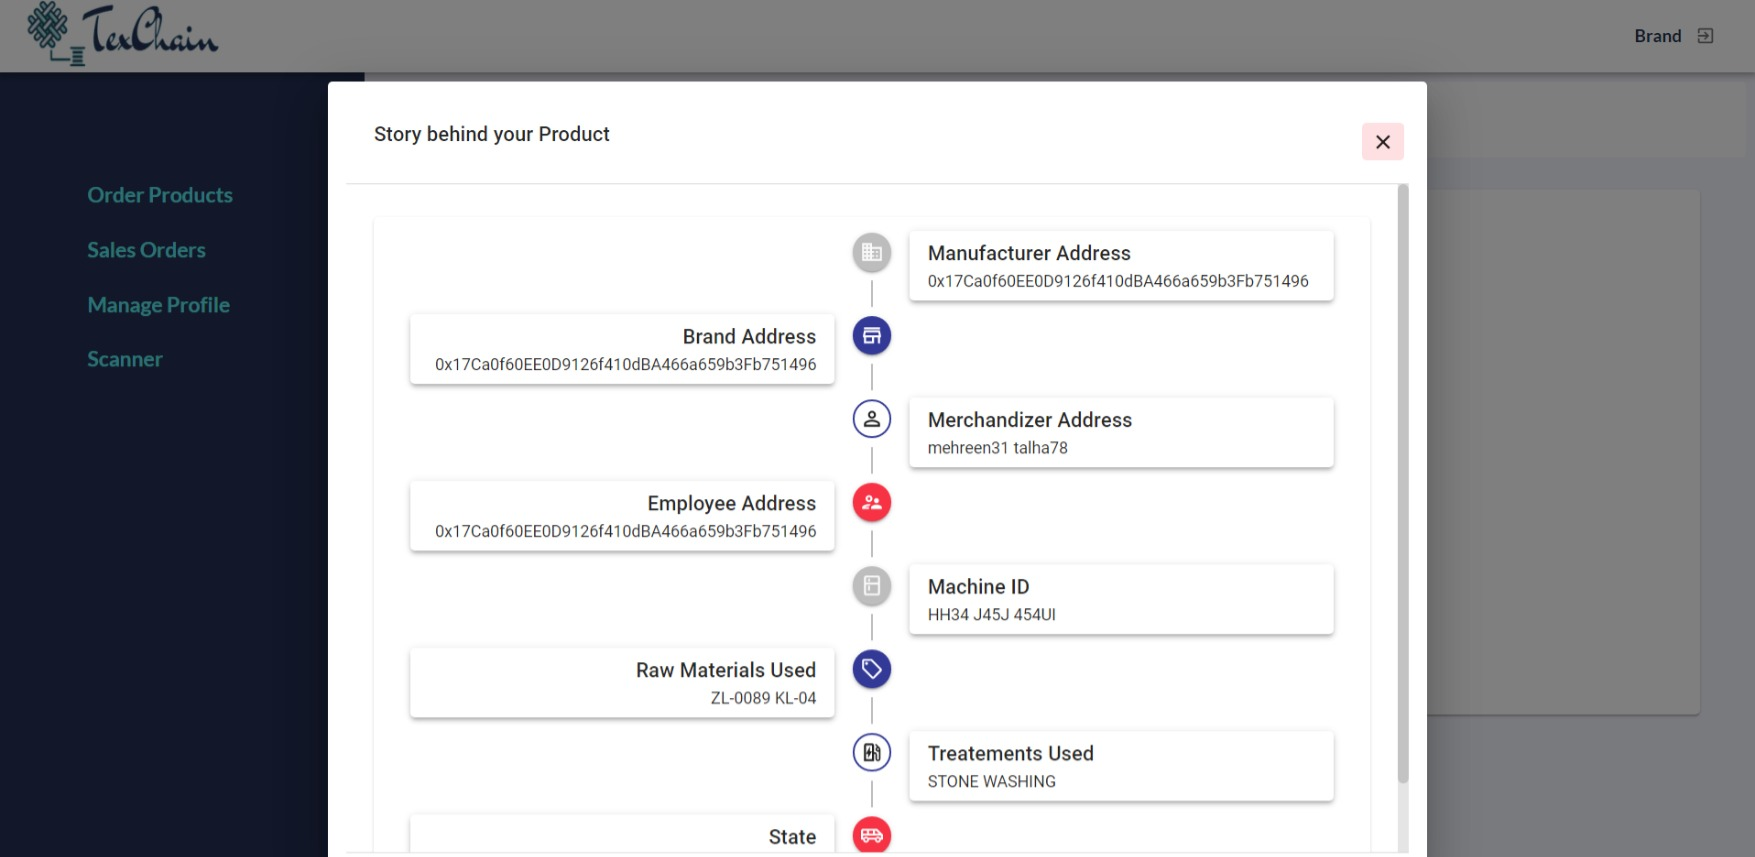 TexChain
Brand
Order Products
Sales Orders
Manage Profile
Scanner
Story behind your Product
Manufacturer Address
0x17Ca0f60EE0D9126f410dBA466a659b3Fb751496
Brand Address
0x17Ca0f60EE0D9126f410dBA466a659b3Fb751496
Merchandizer Address
mehreen31 talha78
Employee Address
0x17Ca0f60EE0D9126f410dBA466a659b3Fb751496
Machine ID
HH34 J45J 454UI
Raw Materials Used
ZL-0089 KL-04
Treatements Used
STONE WASHING
State